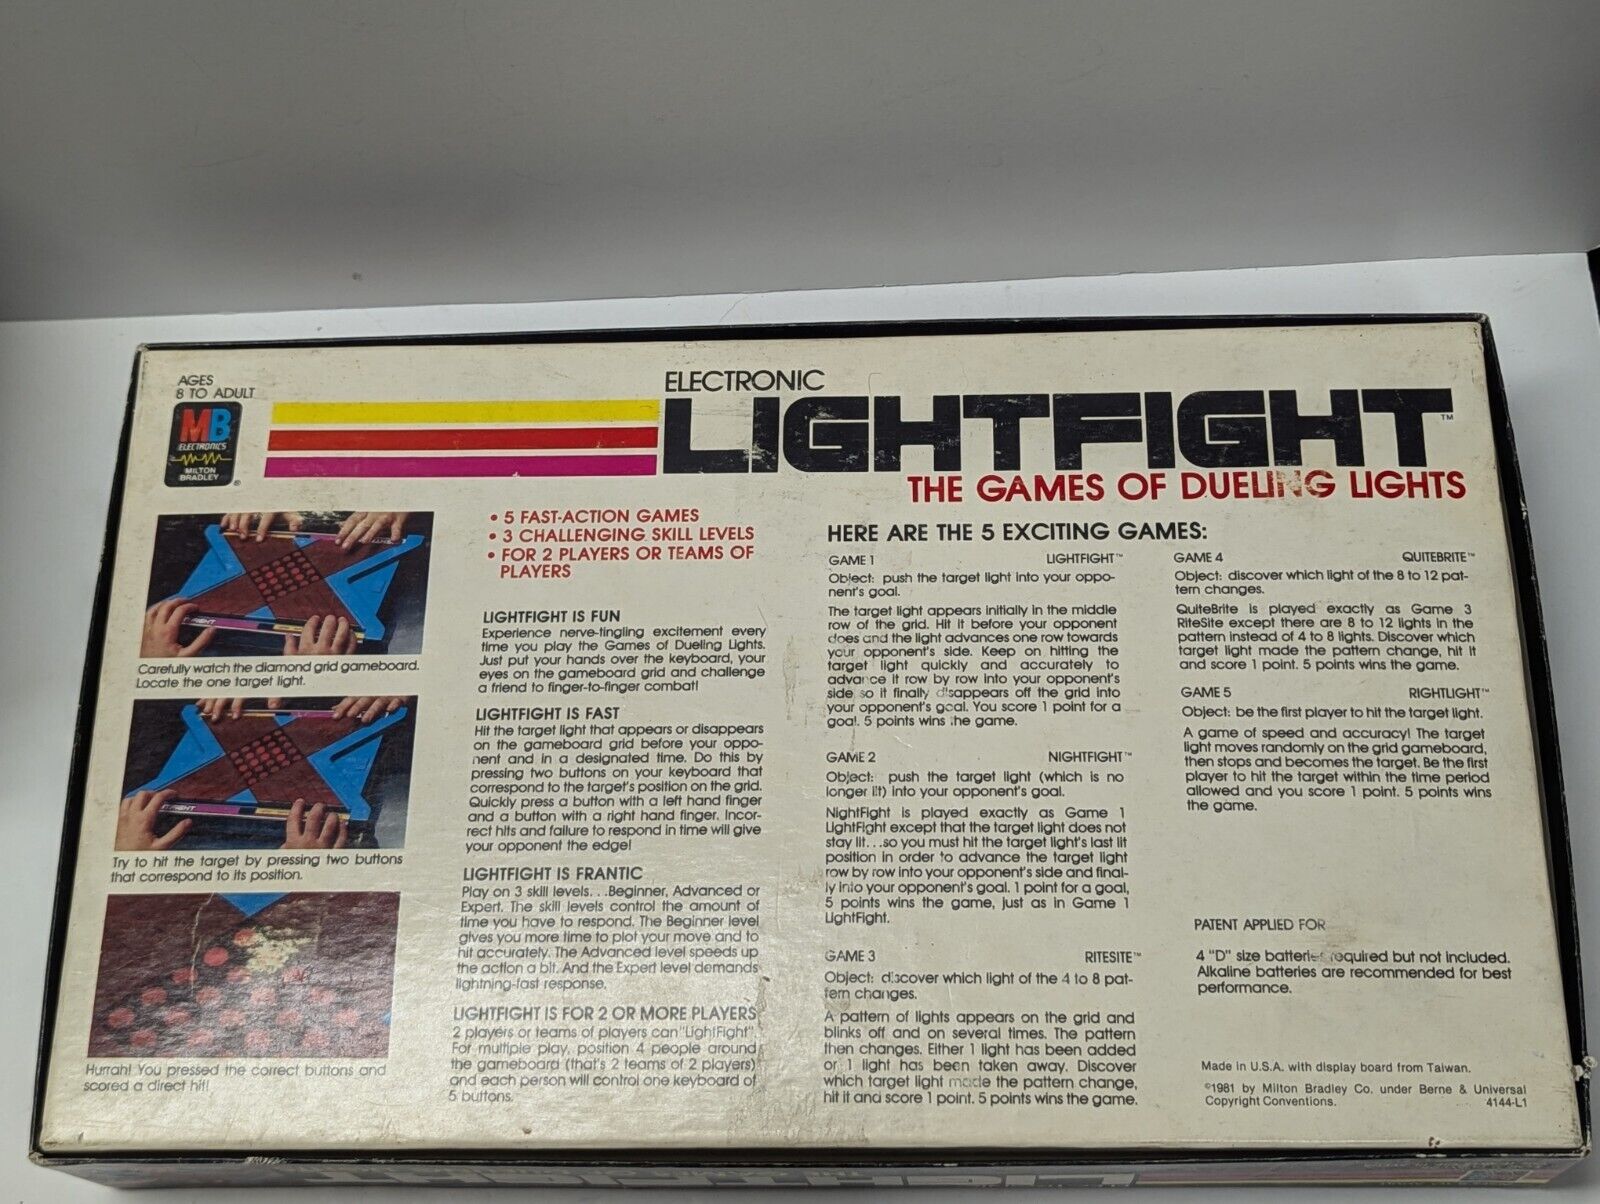 AGES
8 TO ADULT
MB
ELECTRONICS
MILTON
BRADLEY
®
ELECTRONIC
LIGHTFIGHT™
THE GAMES OF DUELING LIGHTS
Carefully watch the diamond grid gameboard.
Locate the one target light.
Try to hit the target by pressing two buttons
that correspond to its position.
Hurrah! You pressed the correct buttons and
scored a direct hit!
• 5 FAST-ACTION GAMES
• 3 CHALLENGING SKILL LEVELS
• FOR 2 PLAYERS OR TEAMS OF
PLAYERS
LIGHTFIGHT IS FUN
Experience nerve-tingling excitement every
time you play the Games of Dueling Lights.
Just put your hands over the keyboard, your
eyes on the gameboard grid and challenge
a friend to finger-to-finger combat!
LIGHTFIGHT IS FAST
Hit the target light that appears or disappears
on the gameboard grid before your oppo-
nent and in a designated time. Do this by
pressing two buttons on your keyboard that
correspond to the target's position on the grid.
Quickly press a button with a left hand finger
and a button with a right hand finger. Incor-
rect hits and failure to respond in time will give
your opponent the edge!
LIGHTFIGHT IS FRANTIC
Play on 3 skill levels...Beginner, Advanced or
Expert. The skill levels control the amount of
time you have to respond. The Beginner level
gives you more time to plot your move and to
hit accurately. The Advanced level speeds up
the action a bit. And the Expert level demands
lightning-fast response.
LIGHTFIGHT IS FOR 2 OR MORE PLAYERS
2 players or teams of players can "LightFight".
For multiple play, position 4 people around
the gameboard (that's 2 teams of 2 players)
and each person will control one keyboard of
5 buttons.
HERE ARE THE 5 EXCITING GAMES:
GAME 1 LIGHTFIGHT™
Object: push the target light into your oppo-
nent's goal.
The target light appears initially in the middle
row of the grid. Hit it before your opponent
does and the light advances one row towards
your opponent's side. Keep on hitting the
target light quickly and accurately to
advance it row by row into your opponent's
side so it finally disappears off the grid into
your opponent's goal. You score 1 point for a
goal. 5 points wins the game.
GAME 2 NIGHTFIGHT™
Object: push the target light (which is no
longer lit) into your opponent's goal.
NightFight is played exactly as Game 1
LightFight except that the target light does not
stay lit...so you must hit the target light's last lit
position in order to advance the target light
row by row into your opponent's side and final-
ly into your opponent's goal. 1 point for a goal,
5 points wins the game, just as in Game 1
LightFight.
GAME 3 RITESITE™
Object: discover which light of the 4 to 8 pat-
tern changes.
A pattern of lights appears on the grid and
blinks off and on several times. The pattern
then changes. Either 1 light has been added
or 1 light has been taken away. Discover
which target light made the pattern change,
hit it and score 1 point. 5 points wins the game.
GAME 4 QUITEBRITE™
Object: discover which light of the 8 to 12 pat-
tern changes.
QuiteBrite is played exactly as Game 3
RiteSite except there are 8 to 12 lights in the
pattern instead of 4 to 8 lights. Discover which
target light made the pattern change, hit it
and score 1 point. 5 points wins the game.
GAME 5 RIGHTLIGHT™
Object: be the first player to hit the target light.
A game of speed and accuracy! The target
light moves randomly on the grid gameboard,
then stops and becomes the target. Be the first
player to hit the target within the time period
allowed and you score 1 point. 5 points wins
the game.
PATENT APPLIED FOR
4 "D" size batteries required but not included.
Alkaline batteries are recommended for best
performance.
Made in U.S.A. with display board from Taiwan.
©1981 by Milton Bradley Co. under Berne & Universal
Copyright Conventions. 4144-L1